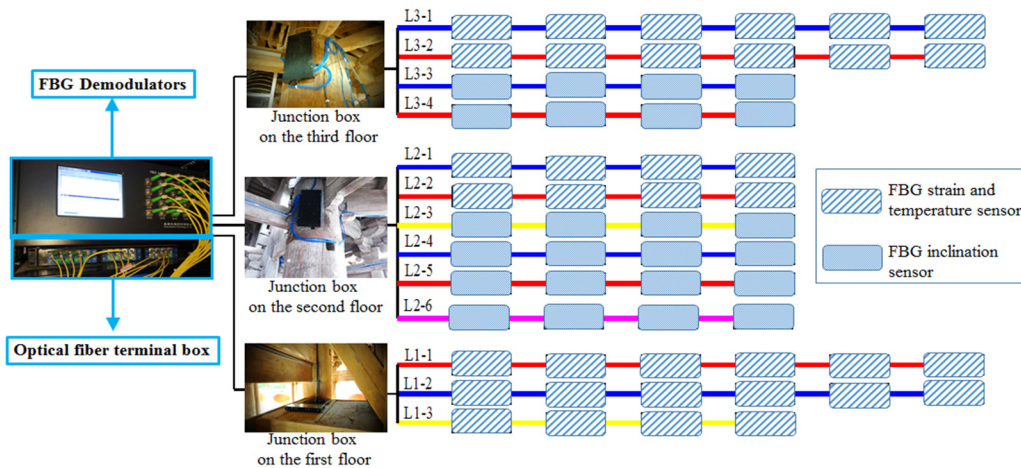 FBG Demodulators
Optical fiber terminal box
Junction box
on the third floor
L3-1
L3-2
L3-3
L3-4
Junction box
on the second floor
L2-1
L2-2
L2-3
L2-4
L2-5
L2-6
Junction box
on the first floor
L1-1
L1-2
L1-3
FBG strain and
temperature sensor
FBG inclination
sensor